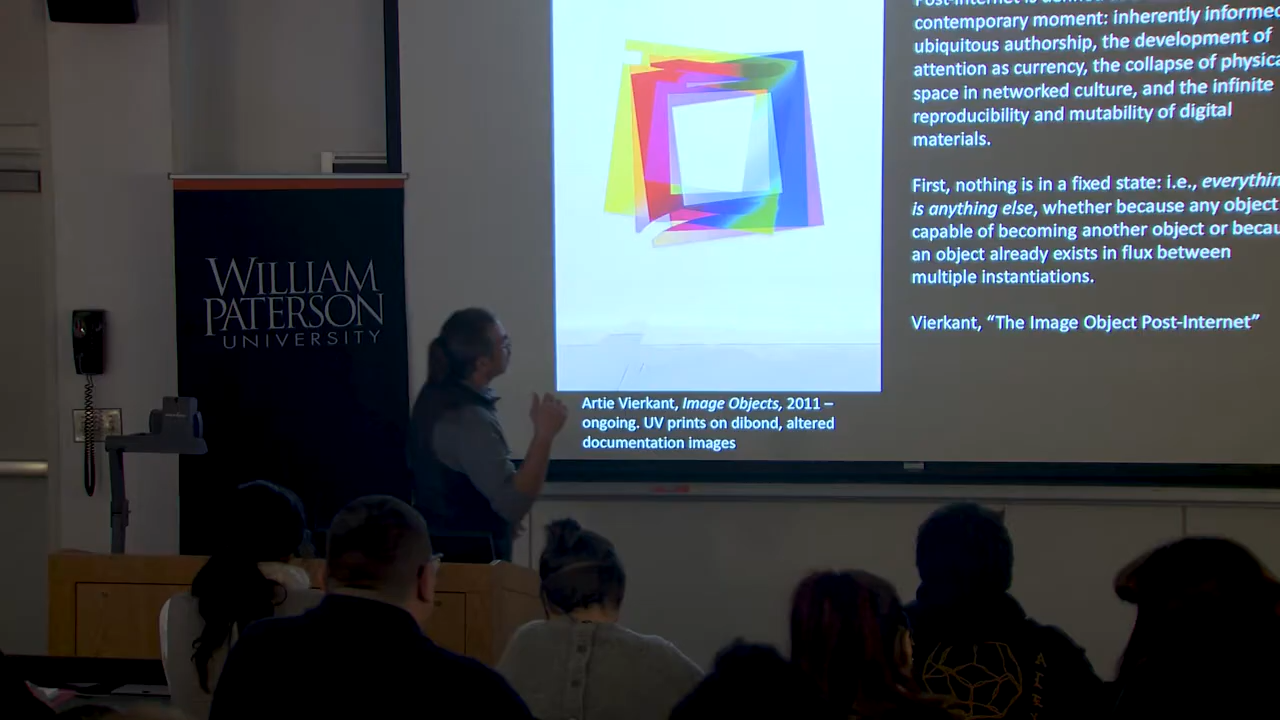 Post-Internet is defined
contemporary moment: inherently informed
ubiquitous authorship, the development of
attention as currency, the collapse of
space in networked culture, and the infinite
reproducibility and mutability of digital
materials.
First, nothing is in a fixed state: i.e.,
is anything else, whether because any object
capable of becoming another object or
an object already exists in flux between
multiple instantiations.
Vierkant, “The Image Object Post-Internet”
WILLIAM
PATERSON
UNIVERSITY
Artie Vierkant, Image Objects, 2011 –
ongoing. UV prints on dibond, altered
documentation images